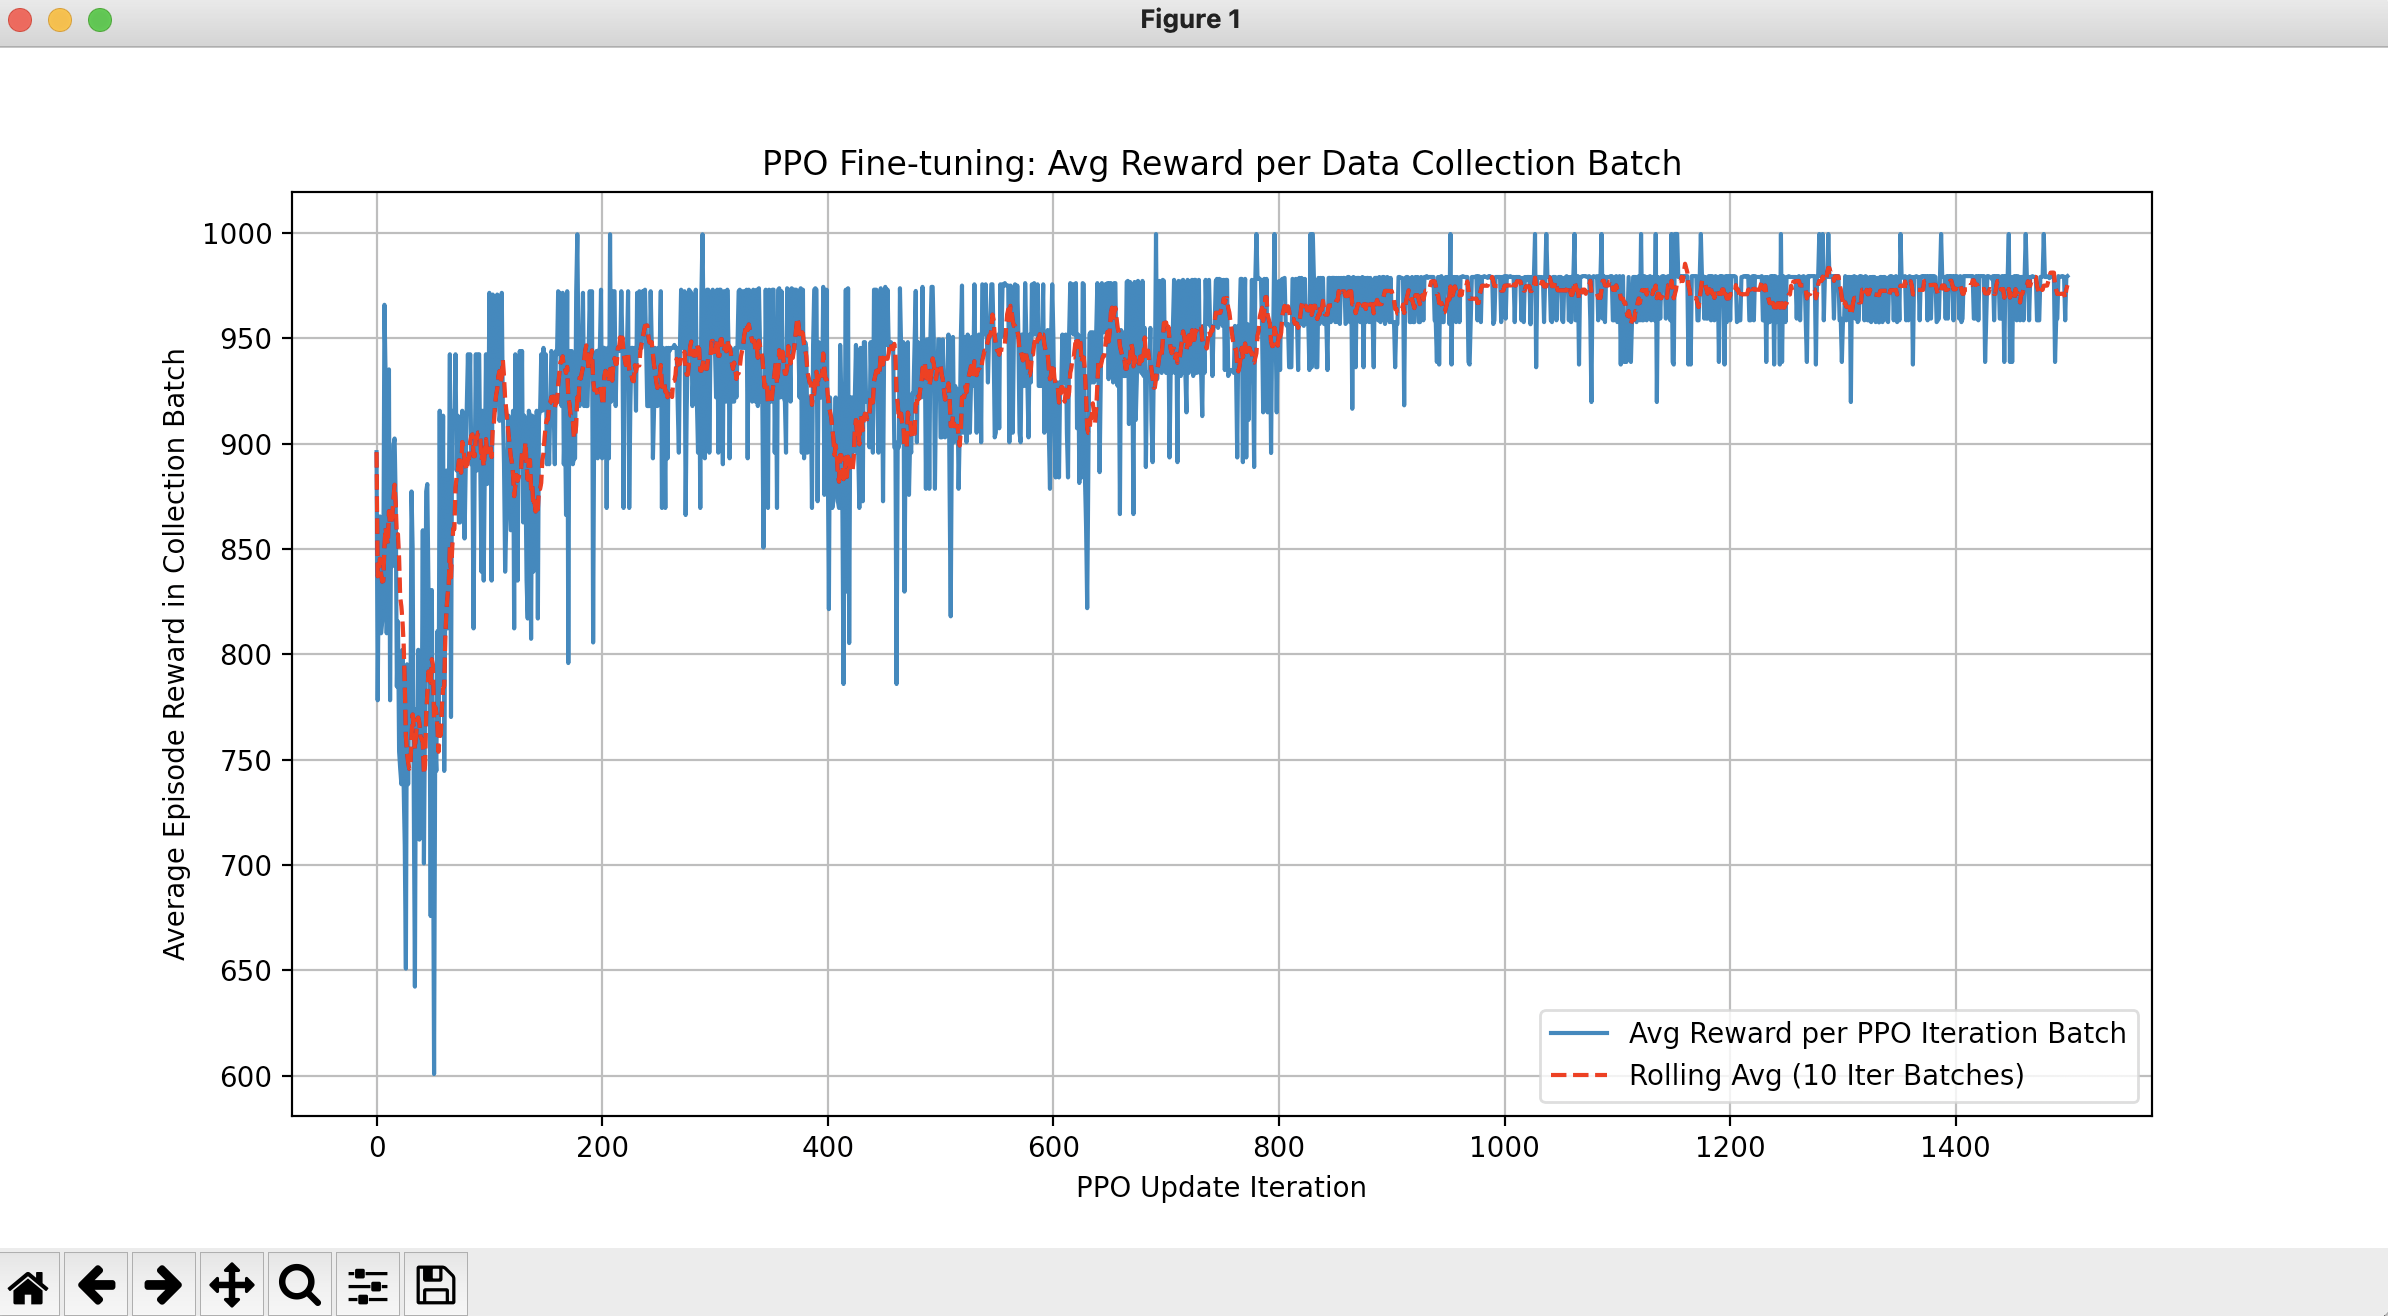 Figure 1
PPO Fine-tuning: Avg Reward per Data Collection Batch
Average Episode Reward in Collection Batch
1000
950
900
850
800
750
700
650
600
0 200 400 600 800 1000 1200 1400
PPO Update Iteration
Avg Reward per PPO Iteration Batch
Rolling Avg (10 Iter Batches)